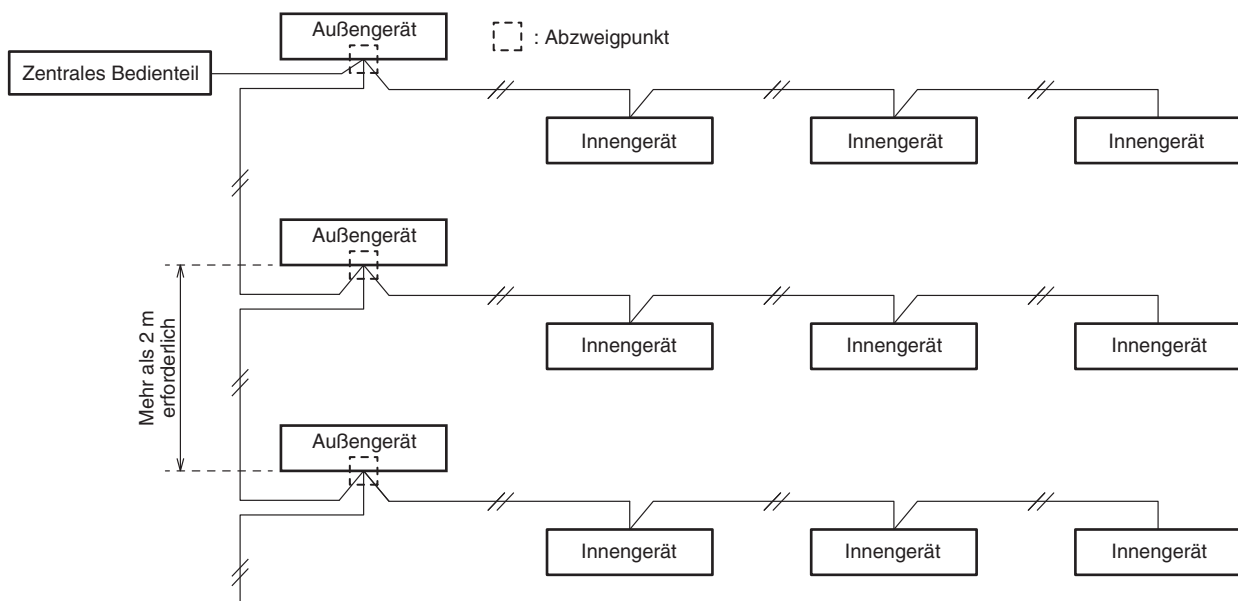 Außengerät
: Abzweigpunkt
Zentrales Bedienteil
Innengerät
Innengerät
Innengerät
Außengerät
Innengerät
Innengerät
Innengerät
Mehr als 2 m
erforderlich
Außengerät
Innengerät
Innengerät
Innengerät